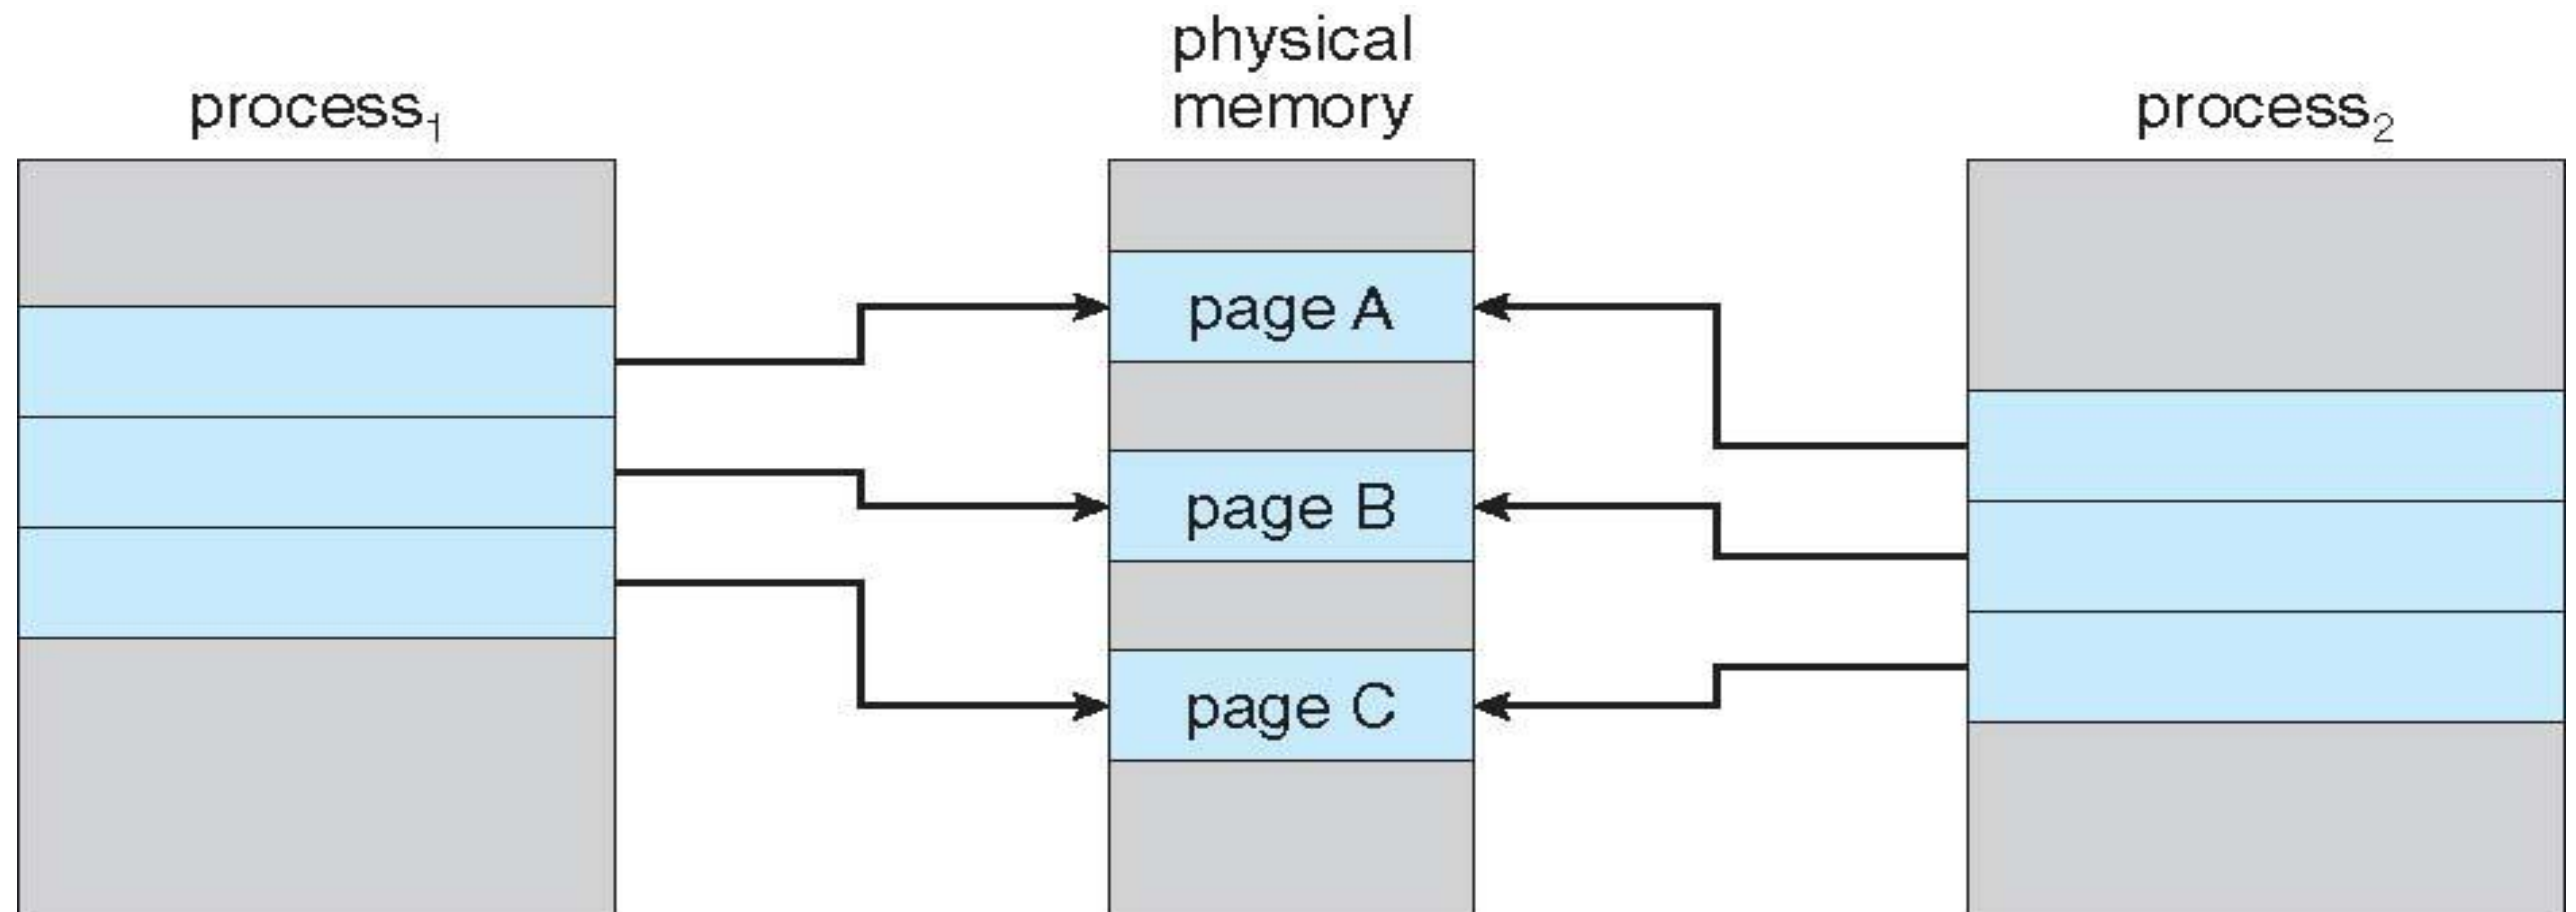 process₁
physical
memory
process₂
page A
page B
page C